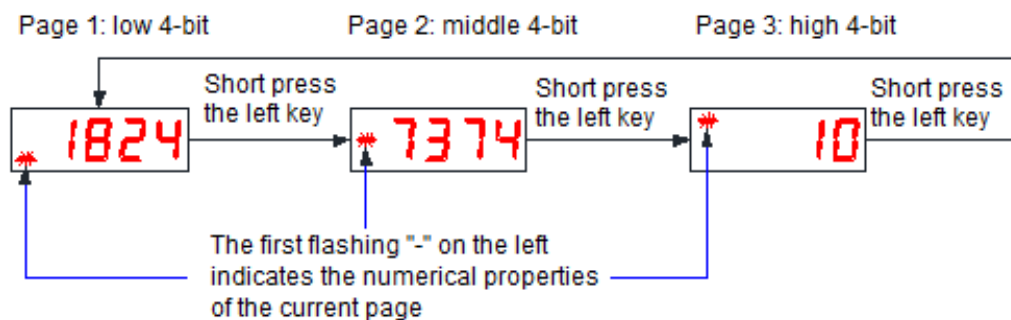 Page 1: low 4-bit
Page 2: middle 4-bit
Page 3: high 4-bit
Short press
the left key
Short press
the left key
Short press
the left key
1824
7374
10
The first flashing "-" on the left
indicates the numerical properties
of the current page